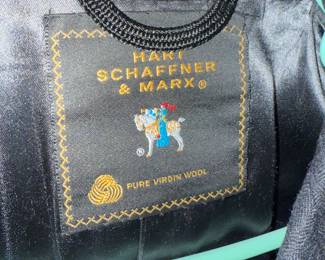 HART
SCHAFFNER
& MARX®
®
PURE VIRGIN WOOL